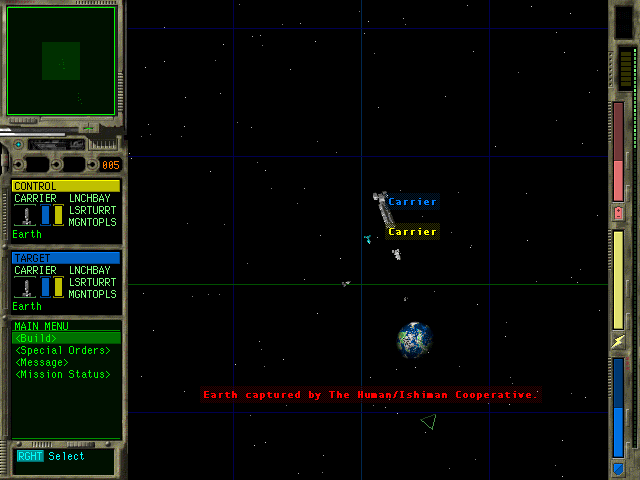 005
CONTROL
CARRIER LNCHBAY
LSRTURRT
MGNTOPLS
Earth
TARGET
CARRIER LNCHBAY
LSRTURRT
MGNTOPLS
Earth
MAIN MENU
<Build>
<Special Orders>
<Message>
<Mission Status>
RGHT Select
Carrier
Carrier
Earth captured by The Human/Ishiman Cooperative.